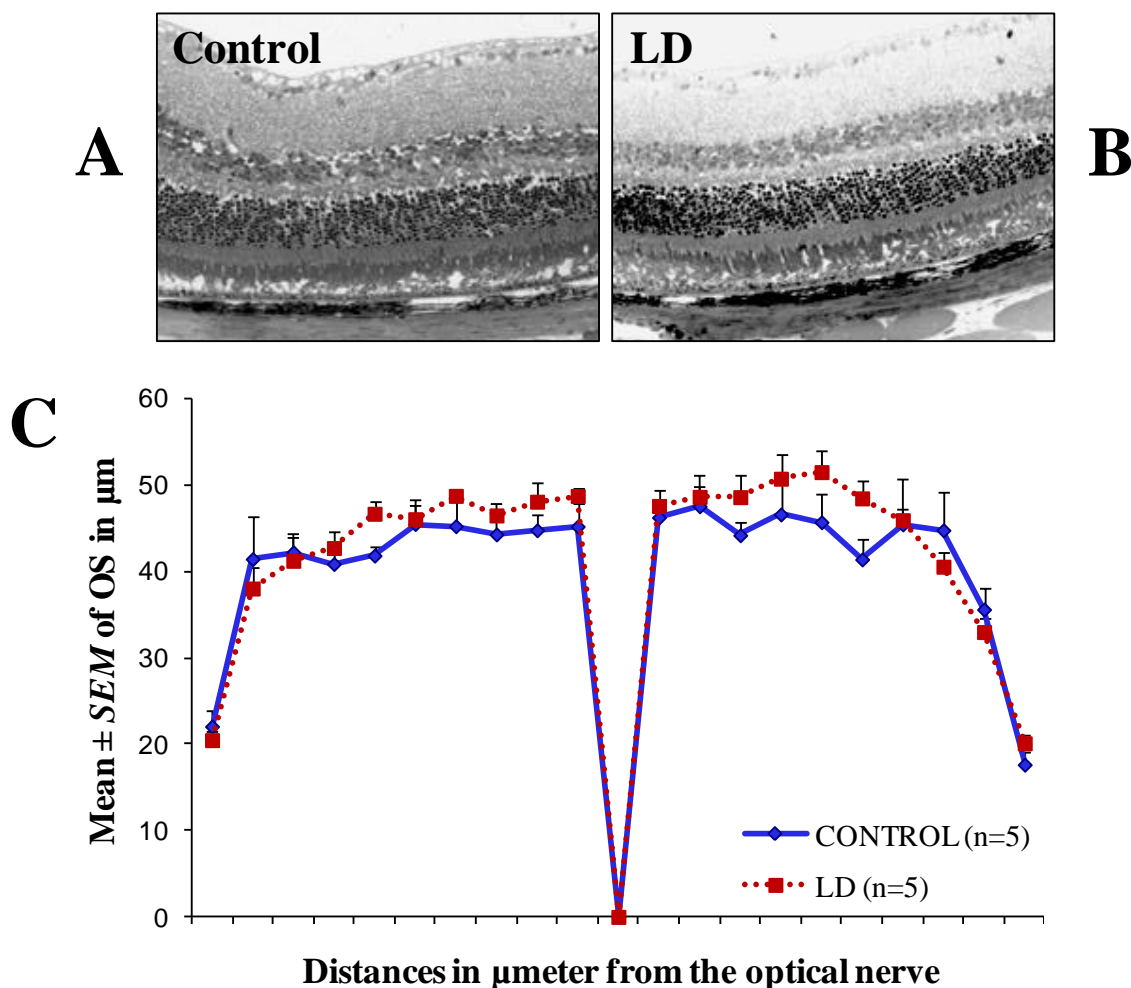 Control
LD
A
B
C
60
50
40
30
20
10
0
Mean ± SEM of OS in µm
CONTROL (n=5)
LD (n=5)
Distances in µmeter from the optical nerve